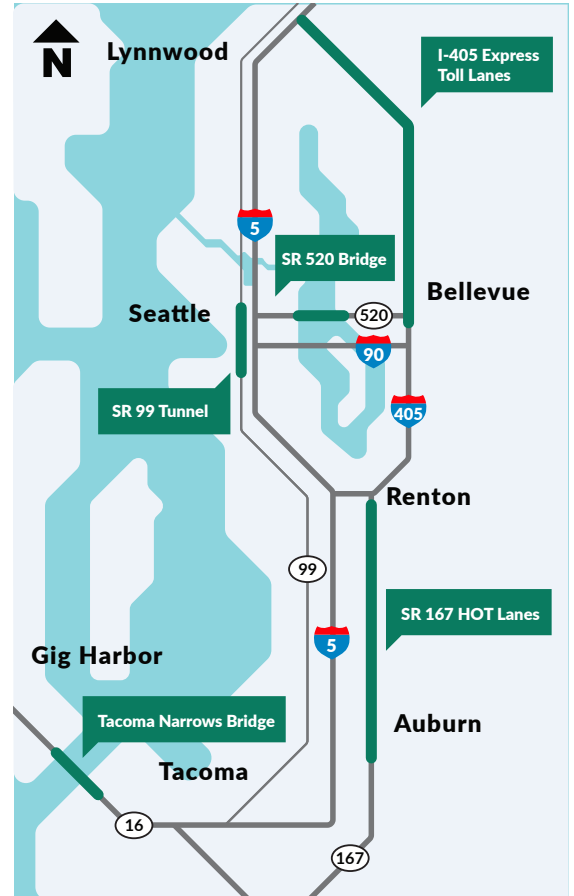 N
Lynnwood
I-405 Express
Toll Lanes
5
SR 520 Bridge
Bellevue
Seattle
520
90
SR 99 Tunnel
405
Renton
99
SR 167 HOT Lanes
5
Gig Harbor
Tacoma Narrows Bridge
Auburn
Tacoma
16
167